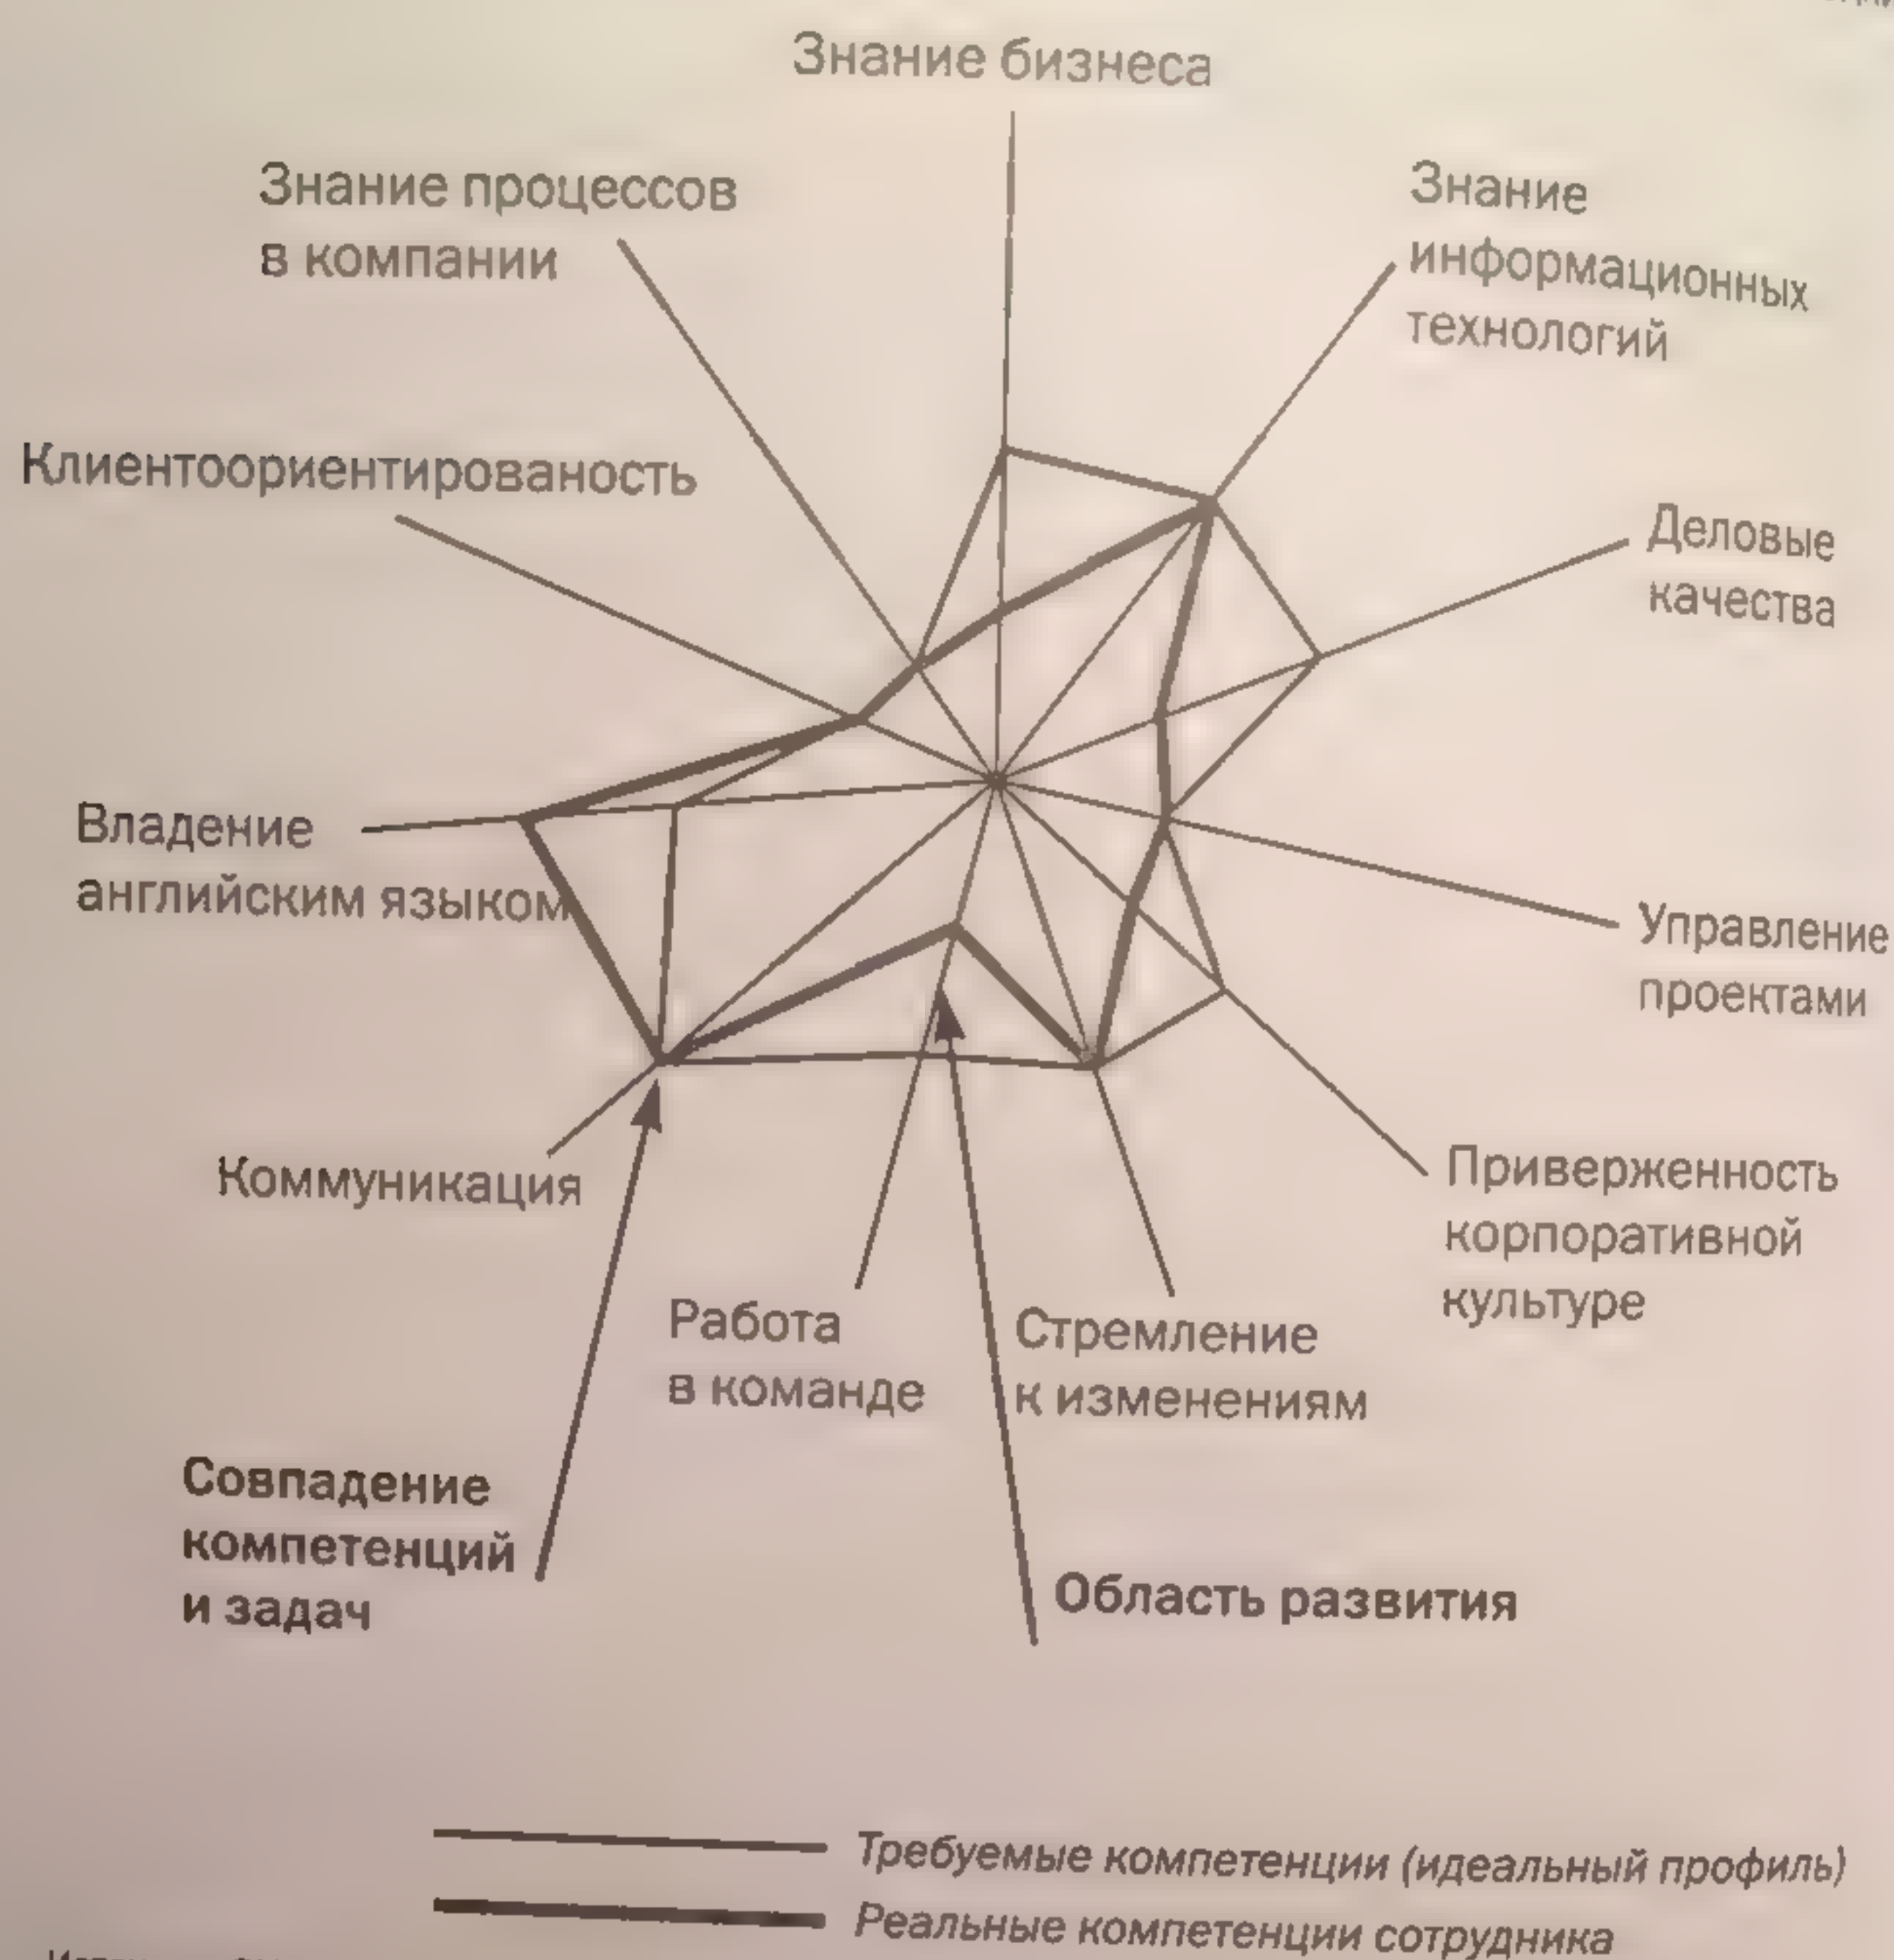 Знание бизнеса
Знание процессов
в компании
Знание
информационных
технологий
Клиентоориентированость
Деловые
качества
Владение
английским языком
Управление
проектами
Коммуникация
Приверженность
корпоративной
культуре
Работа
в команде
Стремление
к изменениям
Совпадение
компетенций
и задач
Область развития
Требуемые компетенции (идеальный профиль)
Реальные компетенции сотрудника